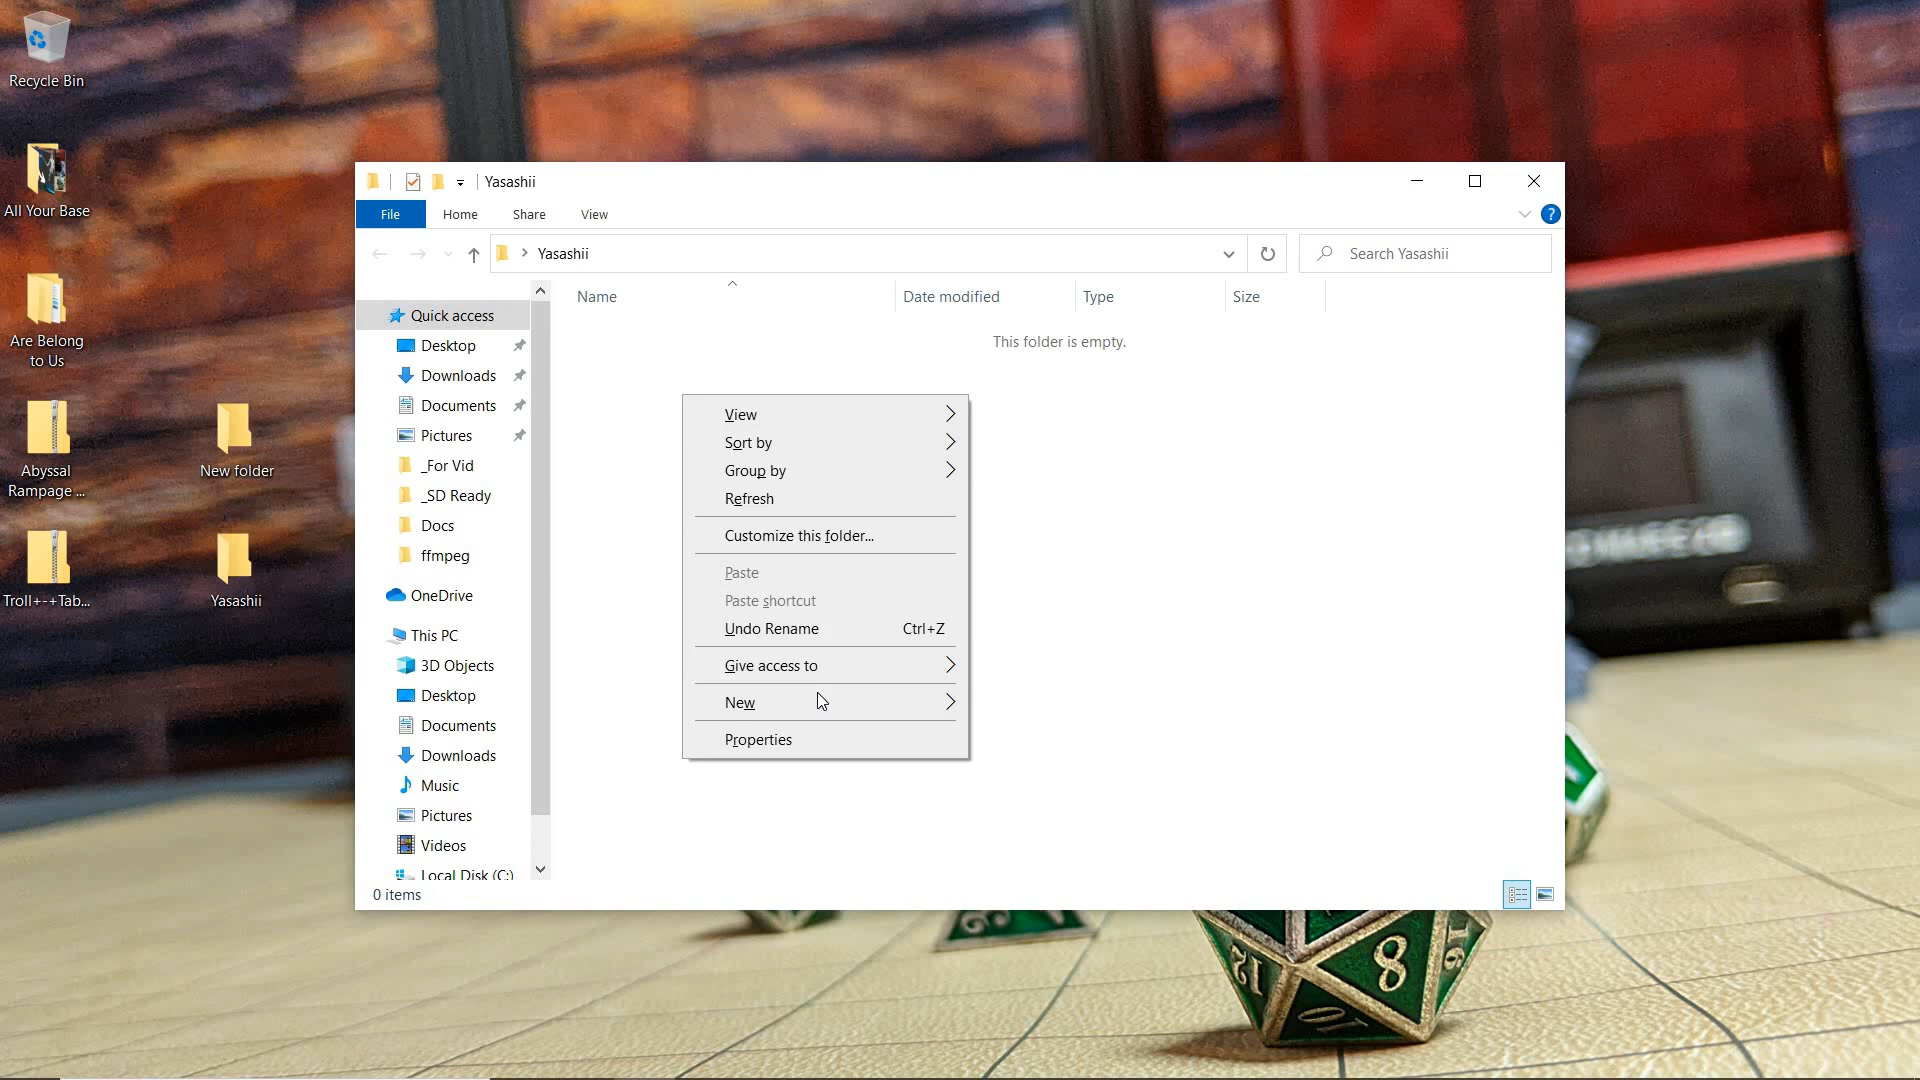 Recycle Bin
All Your Base
Are Belong
to Us
Abyssal
Rampage ...
Troll+-+Tab...
New folder
Yasashii
Yasashii
File
Home
Share
View
?
Yasashii
Search Yasashii
Name
Date modified
Type
Size
This folder is empty.
Quick access
Desktop
Downloads
Documents
Pictures
_For Vid
_SD Ready
Docs
ffmpeg
OneDrive
This PC
3D Objects
Desktop
Documents
Downloads
Music
Pictures
Videos
Local Disk (C:)
View
Sort by
Group by
Refresh
Customize this folder...
Paste
Paste shortcut
Undo Rename Ctrl+Z
Give access to
New
Properties
0 items
8
12
10
16